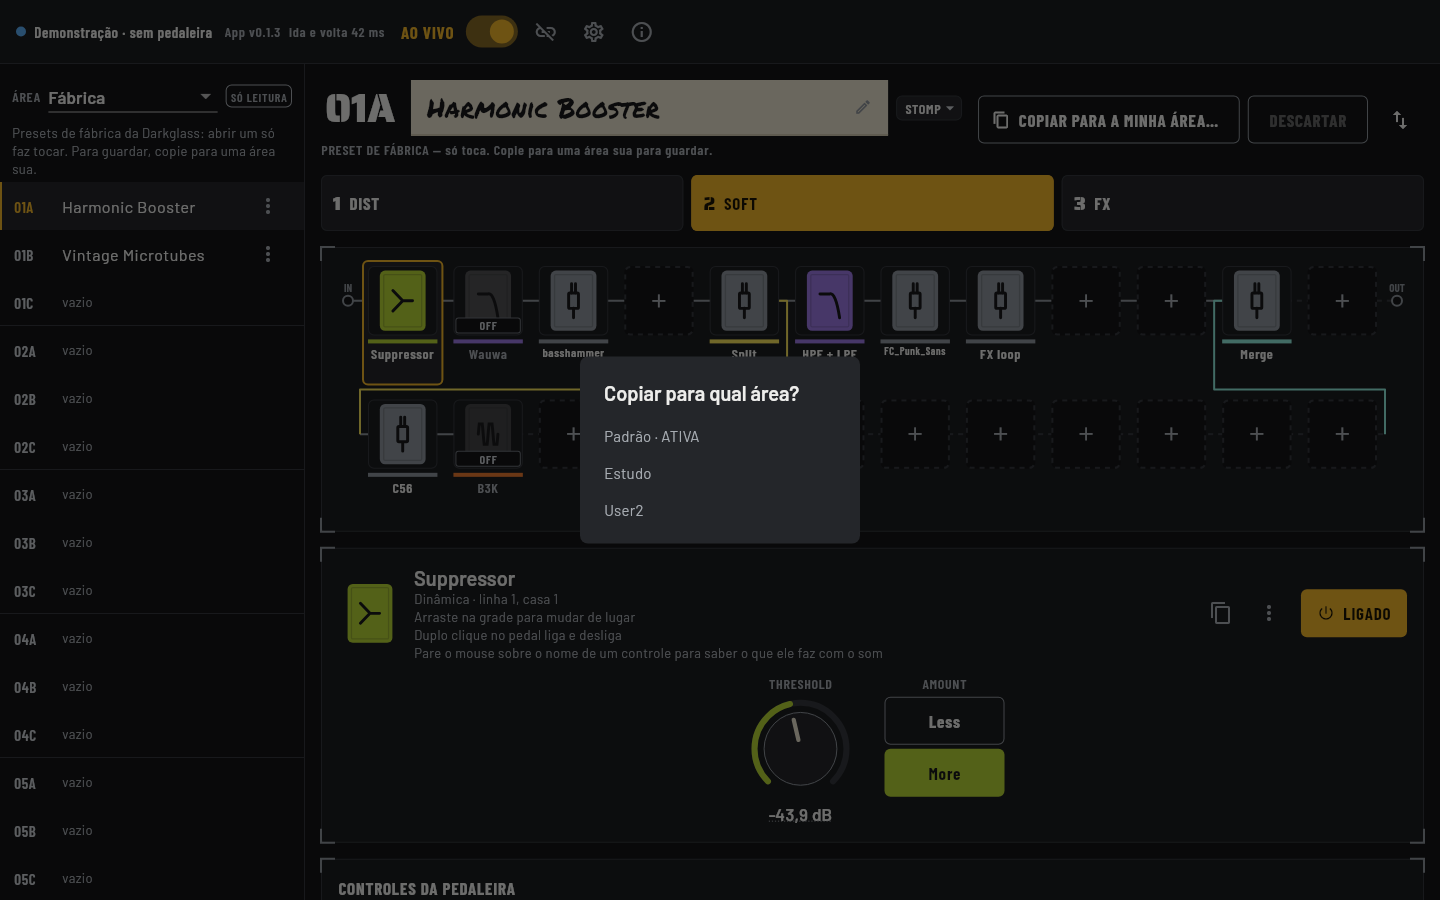 Demonstração · sem pedaleira App v0.1.3 Ida e volta 42 ms AO VIVO
ÁREA Fábrica SÓ LEITURA
Presets de fábrica da Darkglass: abrir um só
faz tocar. Para guardar, copie para uma área
sua.
01A Harmonic Booster
01B Vintage Microtubes
01C vazio
02A vazio
02B vazio
02C vazio
03A vazio
03B vazio
03C vazio
04A vazio
04B vazio
04C vazio
05A vazio
05B vazio
05C vazio
01A Harmonic Booster STOMP COPIAR PARA A MINHA ÁREA... DESCARTAR
PRESET DE FÁBRICA — só toca. Copie para uma área sua para guardar.
1 DIST 2 SOFT 3 FX
IN OUT
OFF
Suppressor Wauwa basshammer Split HPF + LPF FC_Punk_Sans FX loop Merge
OFF
C56 B3K
Copiar para qual área?
Padrão · ATIVA
Estudo
User2
Suppressor
Dinâmica · linha 1, casa 1
Arraste na grade para mudar de lugar
Duplo clique no pedal liga e desliga
Pare o mouse sobre o nome de um controle para saber o que ele faz com o som
LIGADO
THRESHOLD AMOUNT
Less
More
-43,9 dB
CONTROLES DA PEDALEIRA